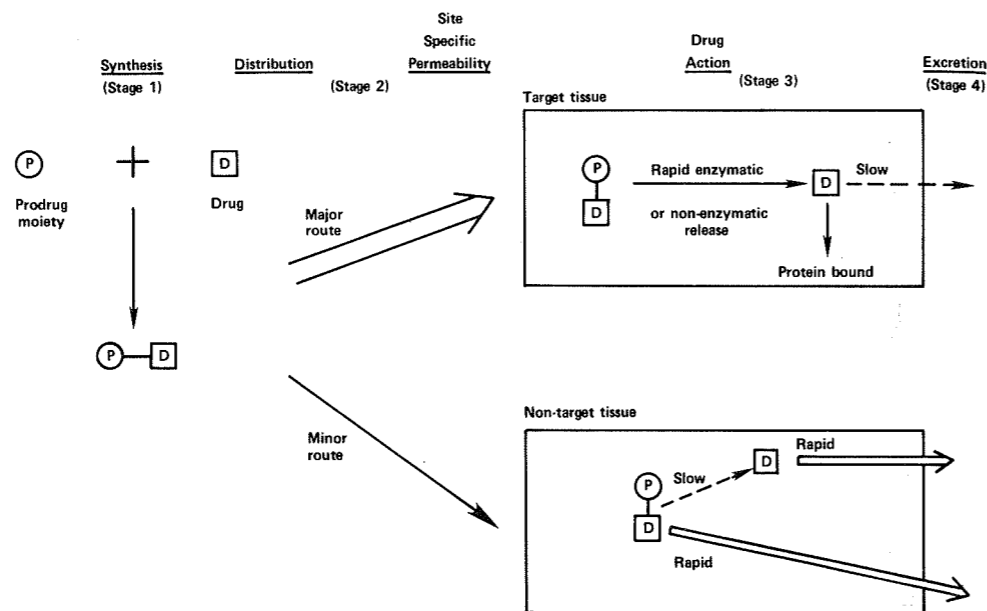 Site
Specific
Permeability
Synthesis
(Stage 1)
Distribution
(Stage 2)
Drug
Action
(Stage 3)
Excretion
(Stage 4)
P
+
D
Prodrug
moiety
Drug
P
D
Major
route
Minor
route
Target tissue
P
D
Rapid enzymatic
or non-enzymatic
release
D
Slow
Protein bound
Non-target tissue
P
D
Slow
D
Rapid
Rapid